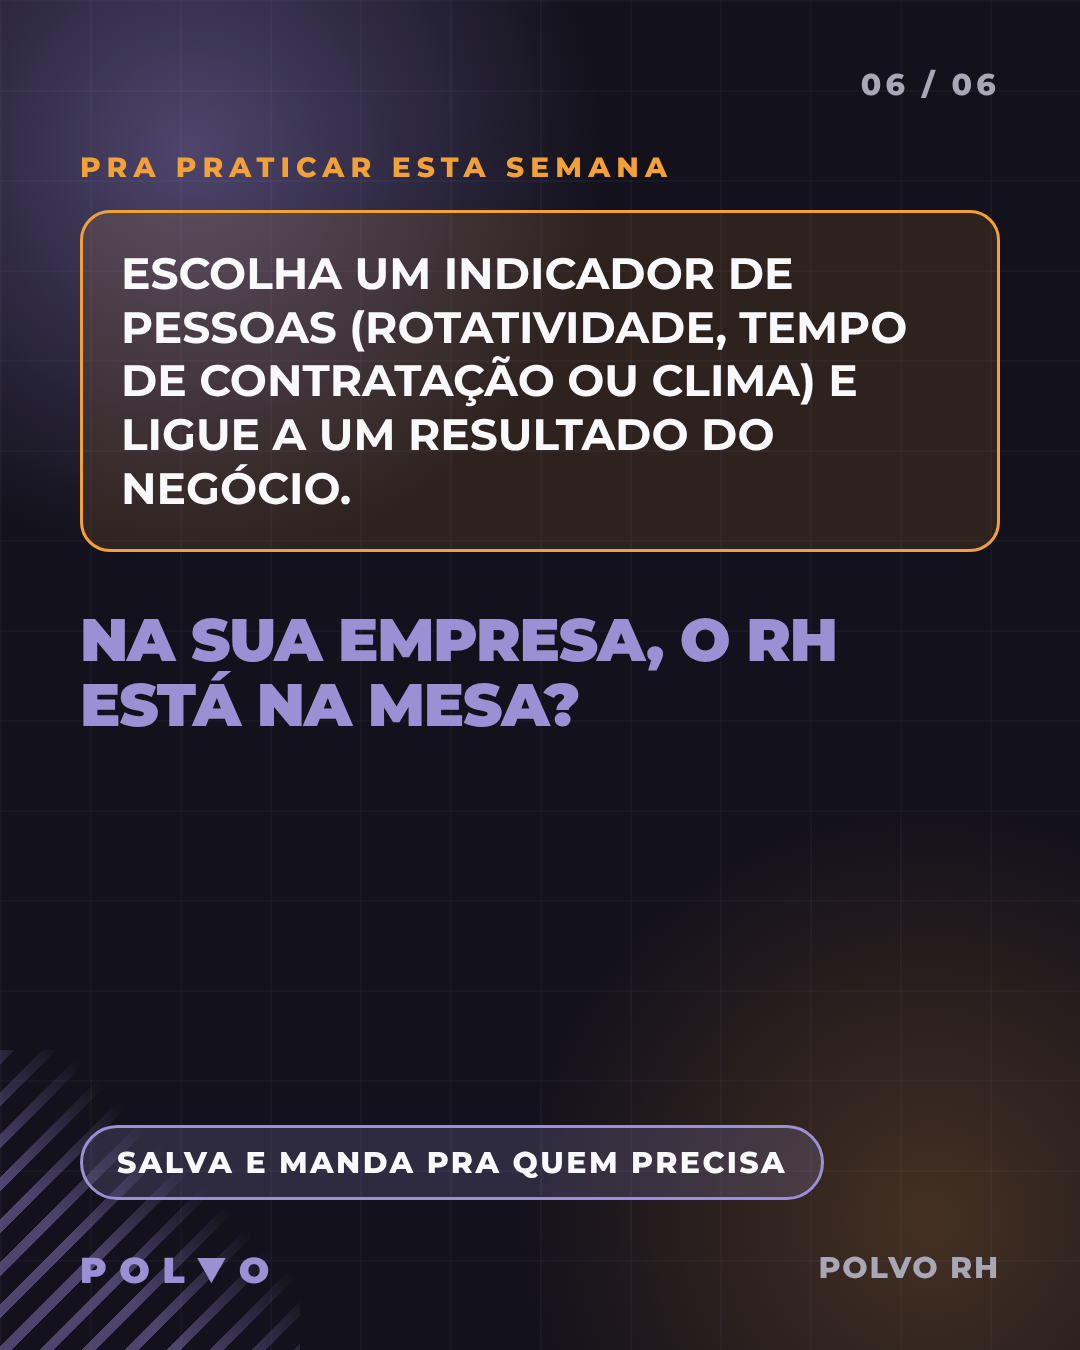 06 / 06
PRA PRATICAR ESTA SEMANA
ESCOLHA UM INDICADOR DE
PESSOAS (ROTATIVIDADE, TEMPO
DE CONTRATAÇÃO OU CLIMA) E
LIGUE A UM RESULTADO DO
NEGÓCIO.
NA SUA EMPRESA, O RH
ESTÁ NA MESA?
SALVA E MANDA PRA QUEM PRECISA
POLVO
POLVO RH